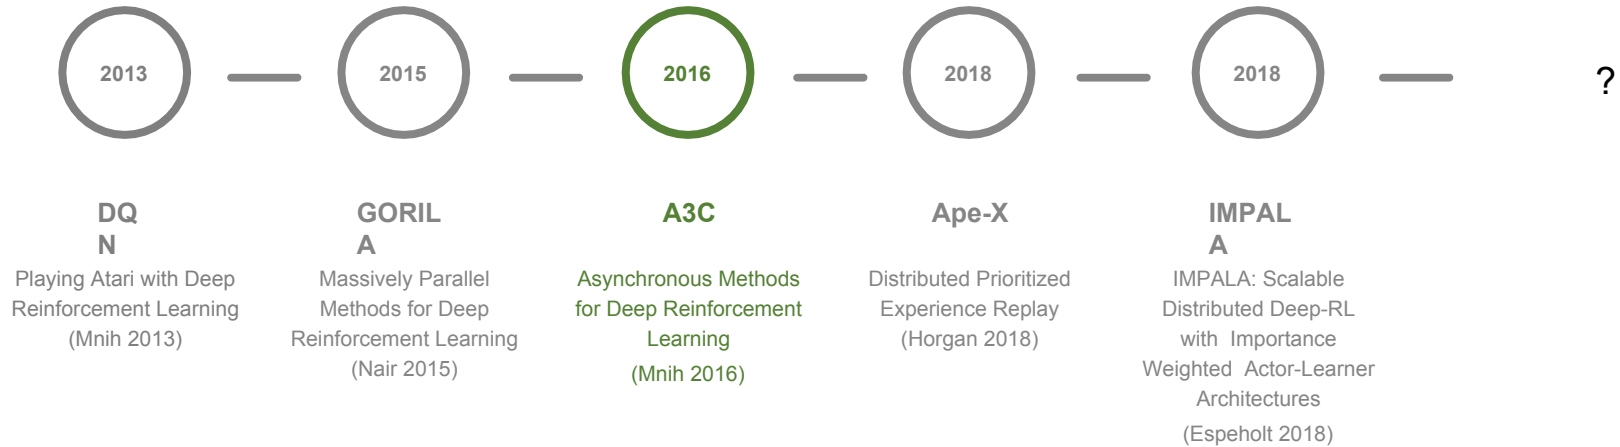 2013
2015
2016
2018
2018
?
DQ
N
Playing Atari with Deep
Reinforcement Learning
(Mnih 2013)
GORIL
A
Massively Parallel
Methods for Deep
Reinforcement Learning
(Nair 2015)
A3C
Asynchronous Methods
for Deep Reinforcement
Learning
(Mnih 2016)
Ape-X
Distributed Prioritized
Experience Replay
(Horgan 2018)
IMPAL
A
IMPALA: Scalable
Distributed Deep-RL
with Importance
Weighted Actor-Learner
Architectures
(Espeholt 2018)